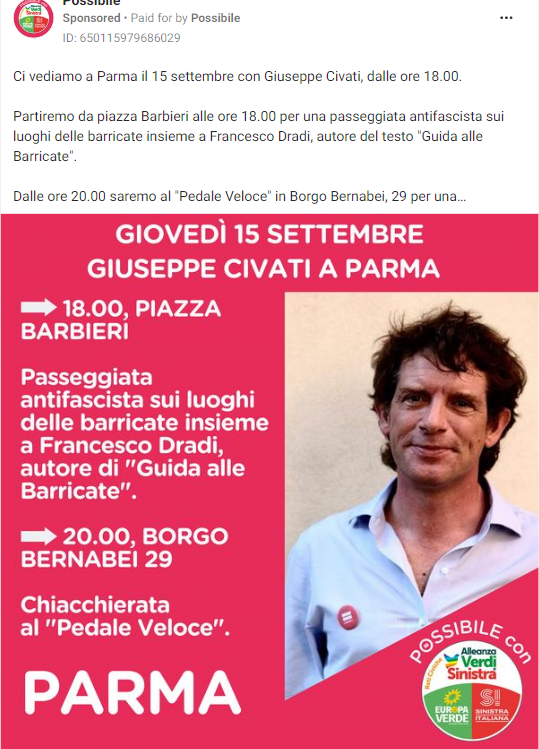 Possibile
Sponsored • Paid for by Possibile
ID: 650115979686029
Ci vediamo a Parma il 15 settembre con Giuseppe Civati, dalle ore 18.00.
Partiremo da piazza Barbieri alle ore 18.00 per una passeggiata antifascista sui
luoghi delle barricate insieme a Francesco Dradi, autore del testo "Guida alle
Barricate".
Dalle ore 20.00 saremo al "Pedale Veloce" in Borgo Bernabei, 29 per una...
GIOVEDÌ 15 SETTEMBRE
GIUSEPPE CIVATI A PARMA
18.00, PIAZZA
BARBIERI
Passeggiata
antifascista sui luoghi
delle barricate insieme
a Francesco Dradi,
autore di "Guida alle
Barricate".
20.00, BORGO
BERNABEI 29
Chiacchierata
al "Pedale Veloce".
PARMA
POSSIBILE con
Alleanza
Verdi
Sinistra
Reti Civiche
EUROPA
VERDE
S!
SINISTRA
ITALIANA